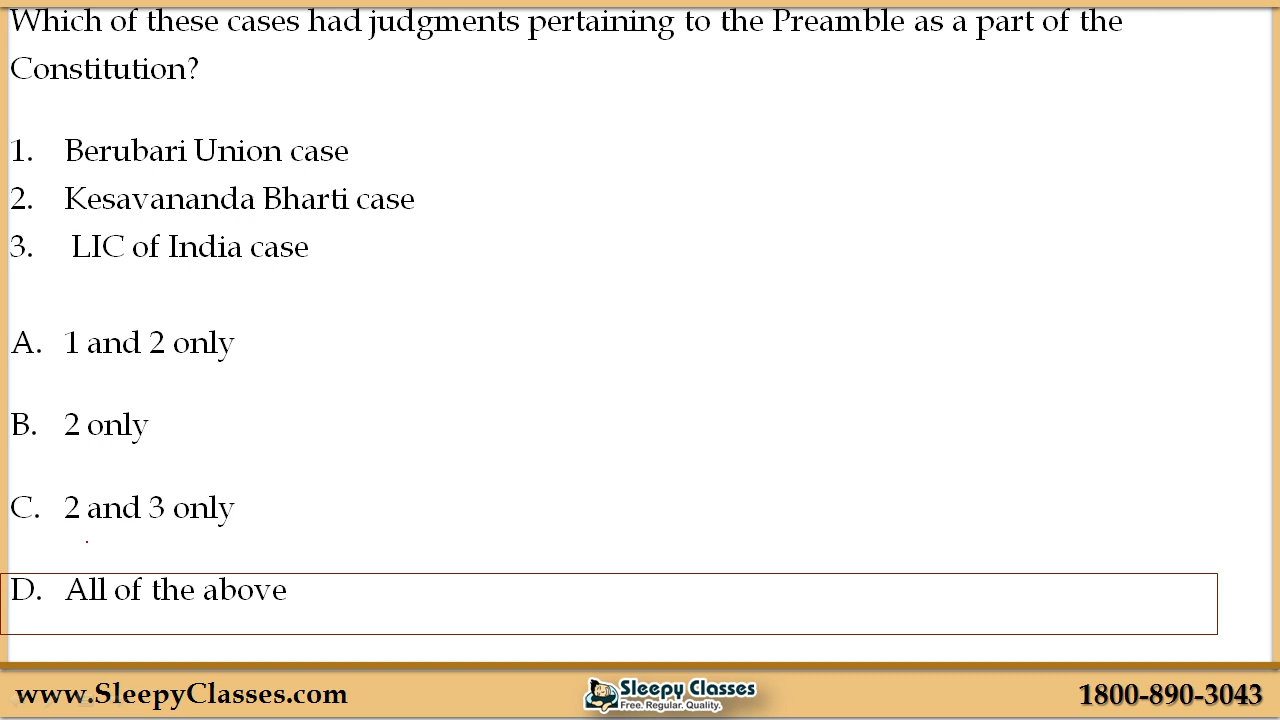 Which of these cases had judgments pertaining to the Preamble as a part of the
Constitution?
1. Berubari Union case
2. Kesavananda Bharti case
3. LIC of India case
A. 1 and 2 only
B. 2 only
C. 2 and 3 only
D. All of the above
www.SleepyClasses.com
Sleepy Classes
Free. Regular. Quality.
1800-890-3043